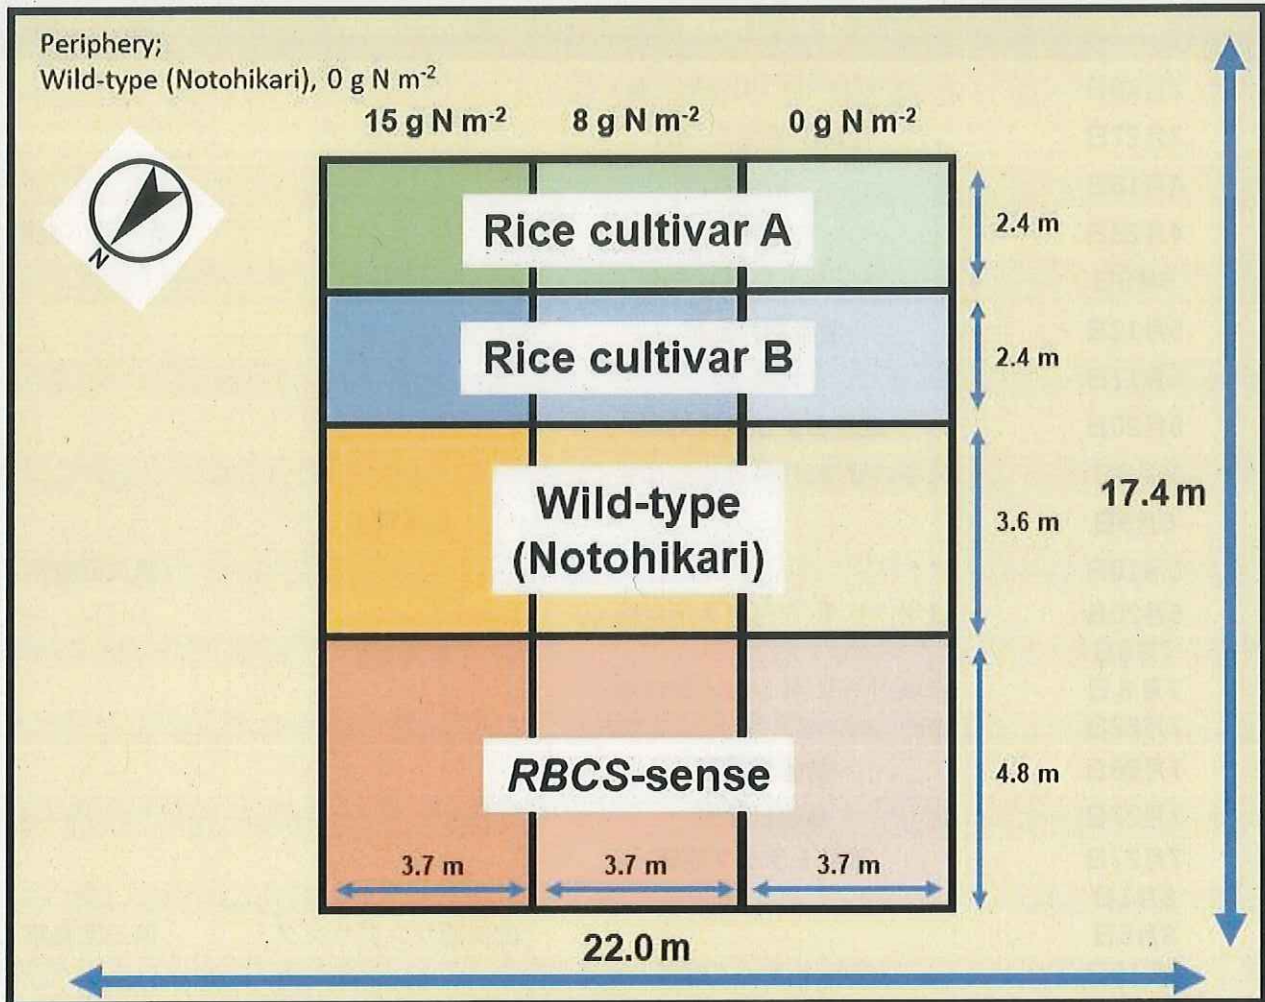 Periphery;
Wild-type (Notohikari), 0 g N m⁻²
15 g N m⁻² 8 g N m⁻² 0 g N m⁻²
N
Rice cultivar A
2.4 m
Rice cultivar B
2.4 m
Wild-type
(Notohikari)
3.6 m
17.4 m
RBCS-sense
4.8 m
3.7 m 3.7 m 3.7 m
22.0 m